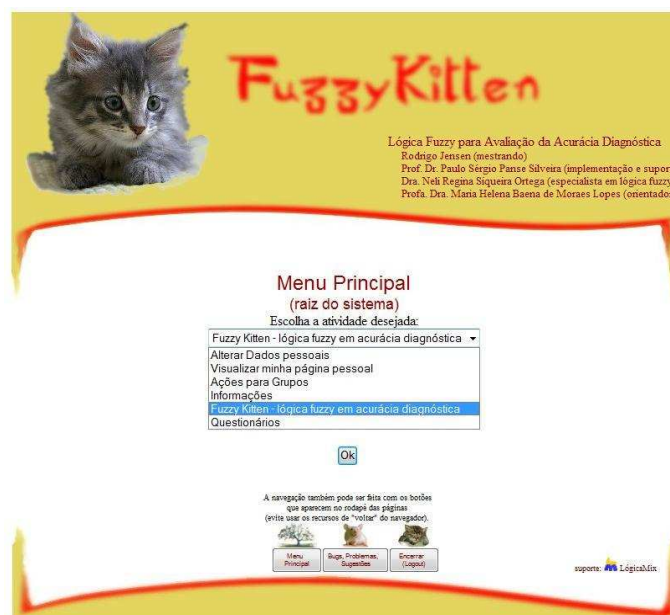 FuzzyKitten
Lógica Fuzzy para Avaliação da Acurácia Diagnóstica
Rodrigo Jensen (mestrando)
Prof. Dr. Paulo Sérgio Panse Silveira (implementação e supor
Dra. Neli Regina Siqueira Ortega (especialista em lógica fuzzy
Profa. Dra. Maria Helena Baena de Moraes Lopes (orientado
Menu Principal
(raiz do sistema)
Escolha a atividade desejada:
Fuzzy Kitten - lógica fuzzy em acurácia diagnóstica
Alterar Dados pessoais
Visualizar minha página pessoal
Ações para Grupos
Informações
Fuzzy Kitten - lógica fuzzy em acurácia diagnóstica
Questionários
Ok
A navegação também pode ser feita com os botões
que aparecem no rodapé das páginas
(evite usar os recursos de "voltar" do navegador).
Menu Principal
Bugs, Problemas, Sugestões
Encerrar (Logout)
suporte: LógicaMix